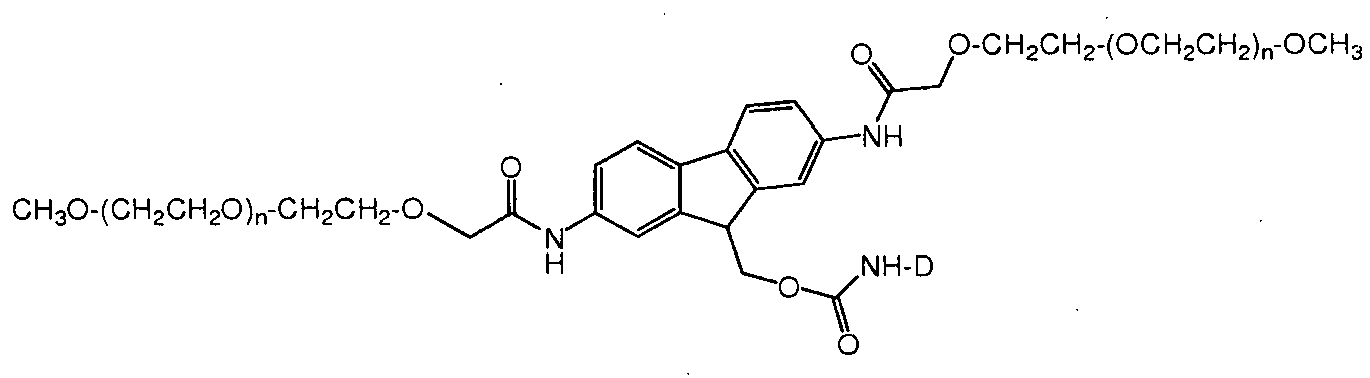 O
O-CH₂CH₂-(OCH₂CH₂)n-OCH₃
NH
O
CH₃O-(CH₂CH₂O)n-CH₂CH₂-O
N
H
O
NH-D
O